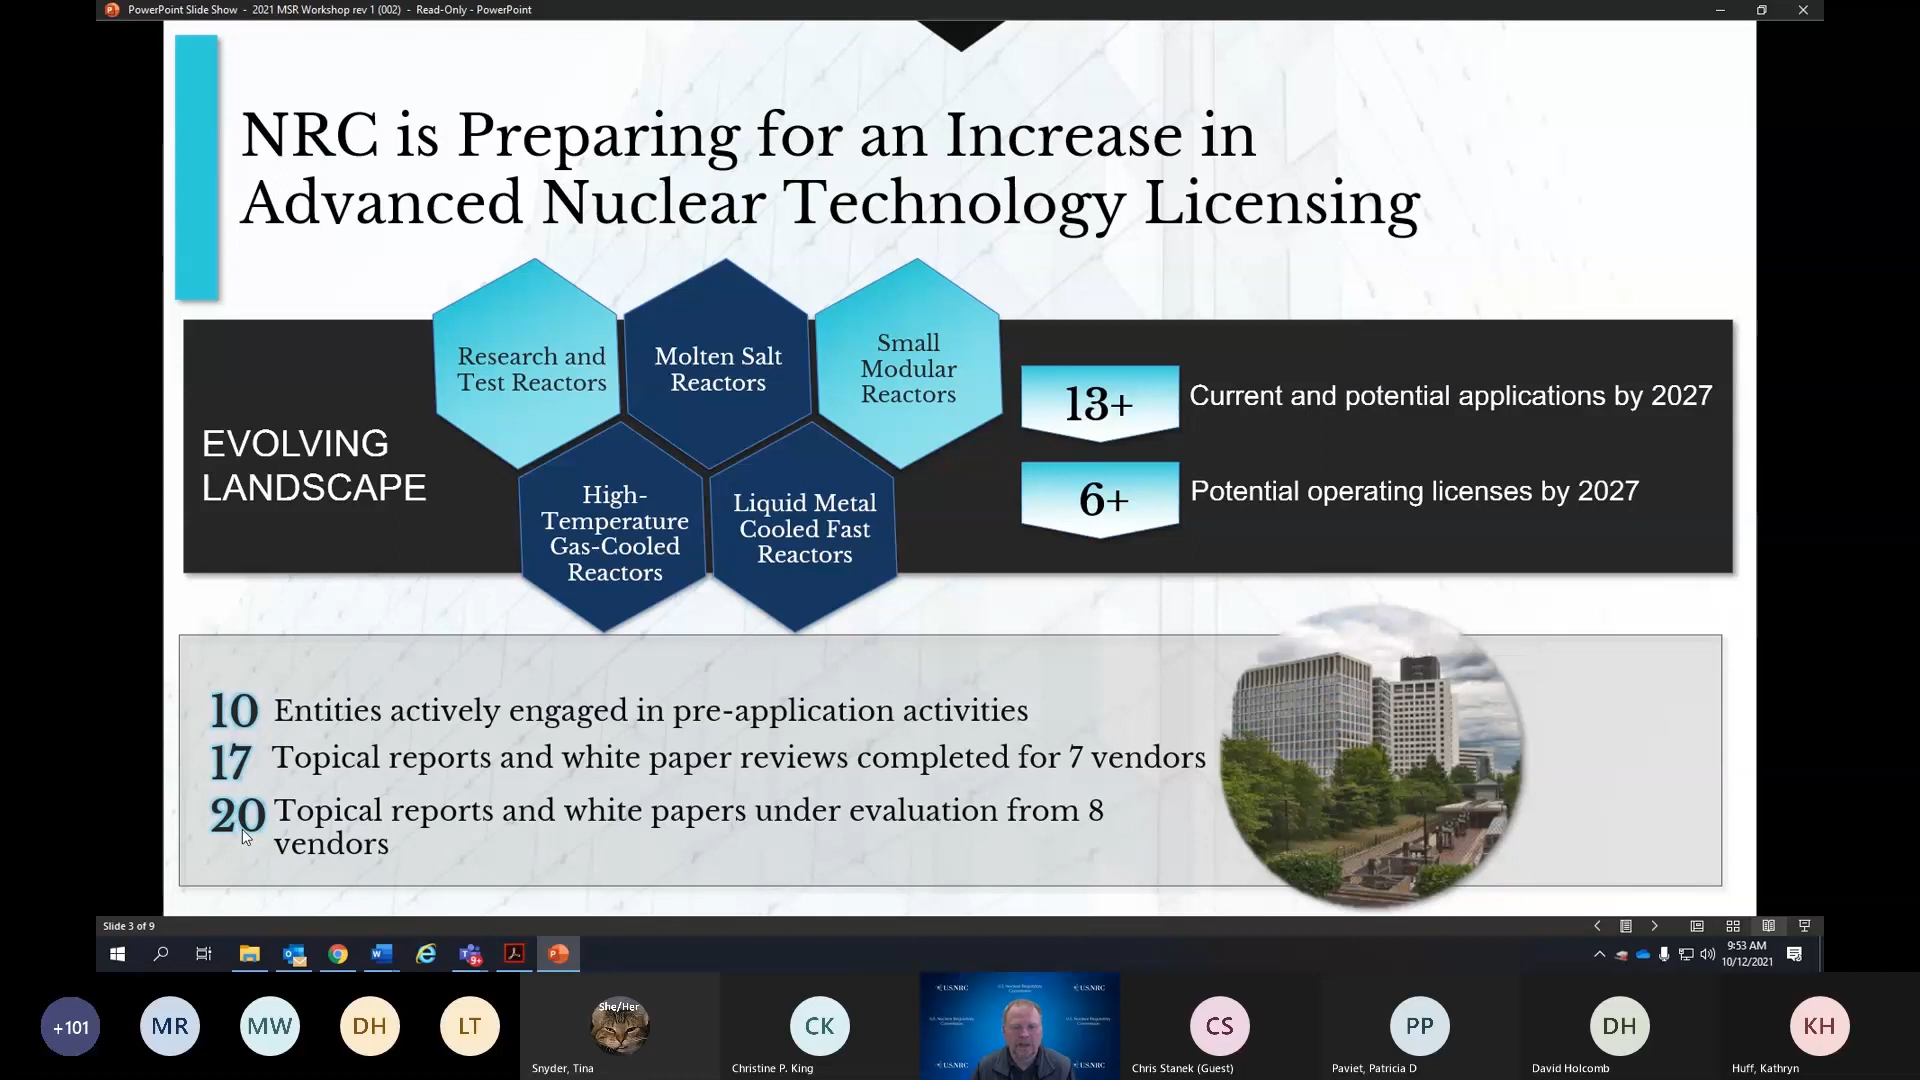 PowerPoint Slide Show - 2021 MSR Workshop rev 1 (002) - Read-Only - PowerPoint
NRC is Preparing for an Increase in
Advanced Nuclear Technology Licensing
EVOLVING
LANDSCAPE
Research and
Test Reactors
Molten Salt
Reactors
Small
Modular
Reactors
High-
Temperature
Gas-Cooled
Reactors
Liquid Metal
Cooled Fast
Reactors
13+ Current and potential applications by 2027
6+ Potential operating licenses by 2027
10 Entities actively engaged in pre-application activities
17 Topical reports and white paper reviews completed for 7 vendors
20 Topical reports and white papers under evaluation from 8
vendors
Slide 3 of 9
9+
9:53 AM
10/12/2021
+101
MR
MW
DH
LT
She/Her
Snyder, Tina
CK
Christine P. King
U.S.NRC
U.S.NRC
U.S.NRC
U.S.NRC
CS
Chris Stanek (Guest)
PP
Paviet, Patricia D
DH
David Holcomb
KH
Huff, Kathryn